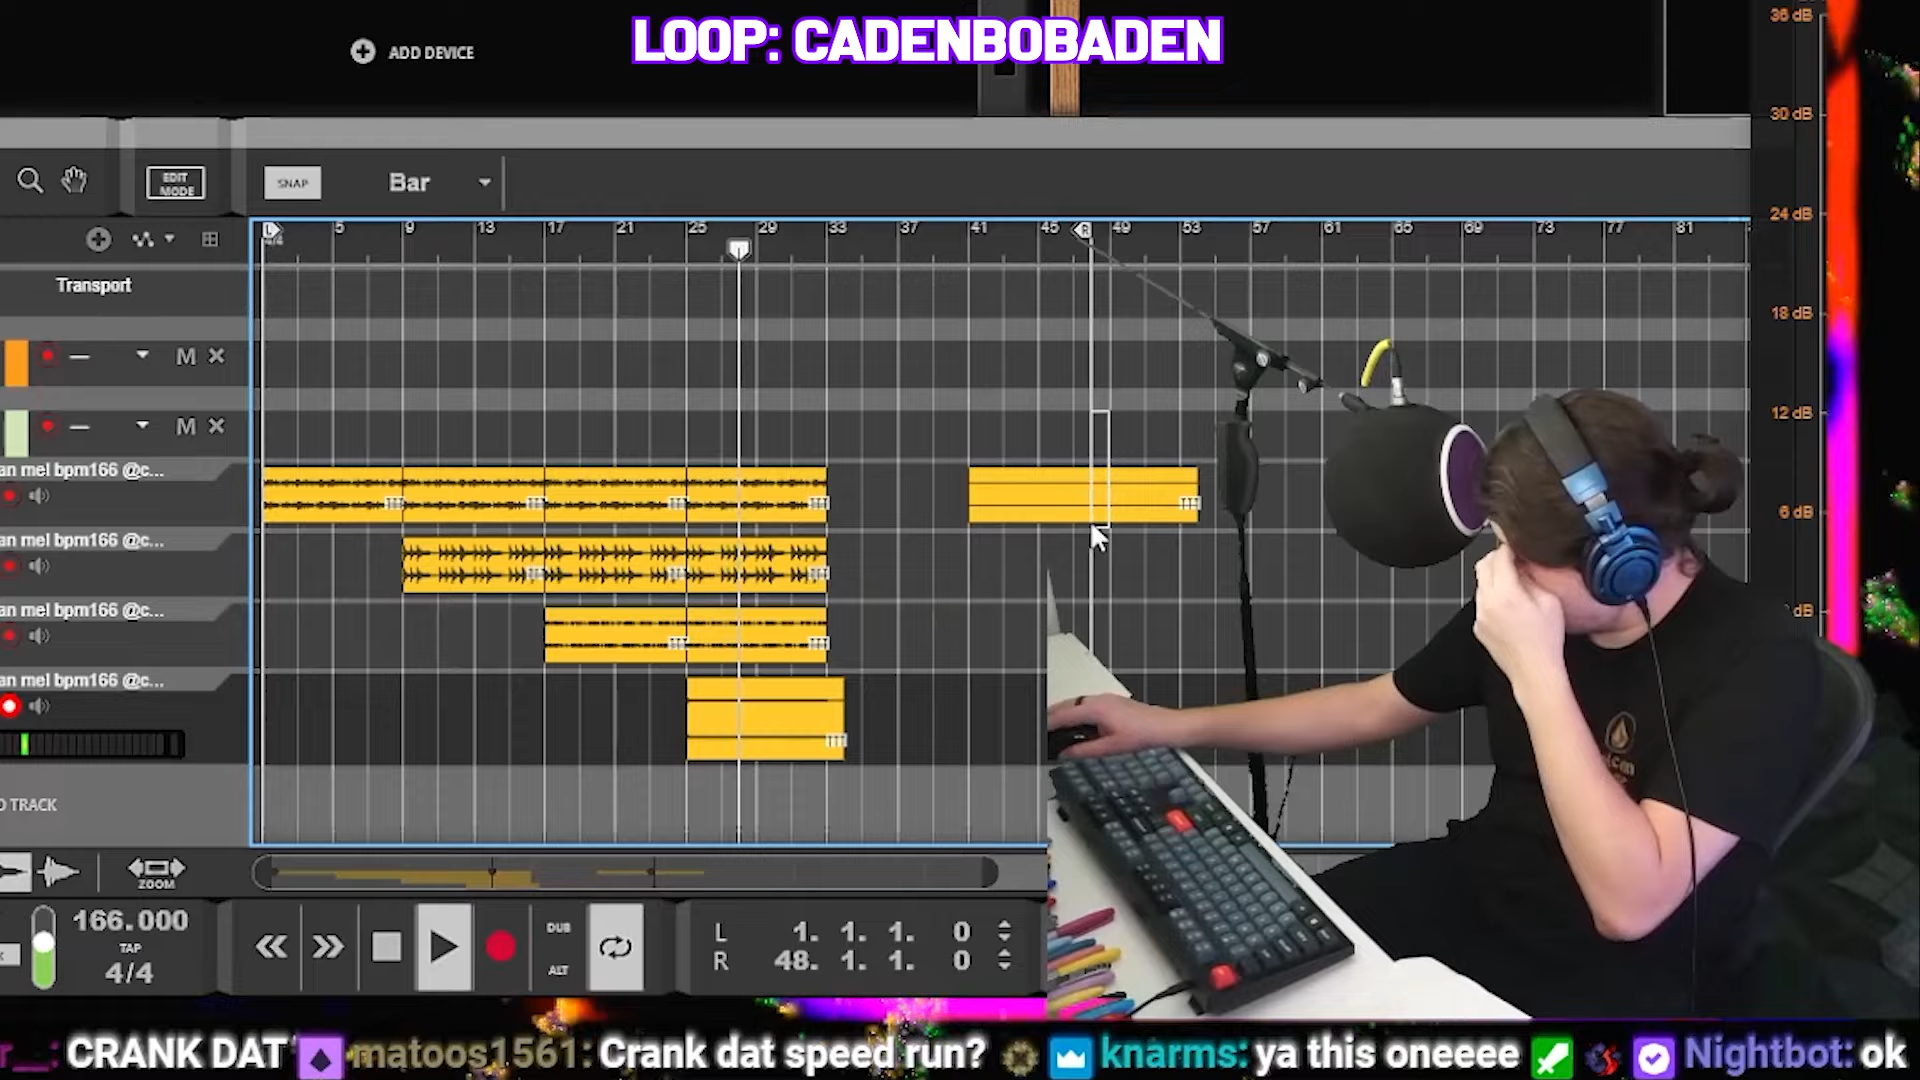 LOOP: CADENBOBADEN
ADD DEVICE
36 dB
30 dB
24 dB
18 dB
12 dB
6 dB
dB
EDIT MODE
SNAP
Bar
L
4/4
5 9 13 17 21 25 29 33 37 41 45 R 49 53 57 61 65 69 73 77 81
Transport
M
M
an mel bpm166 @c...
an mel bpm166 @c...
an mel bpm166 @c...
an mel bpm166 @c...
O TRACK
ZOOM
166.000
TAP
4/4
DUB
ALT
L 1. 1. 1. 0
R 48. 1. 1. 0
r__: CRANK DAT matoos1561: Crank dat speed run? knarms: ya this oneeee Nightbot: ok